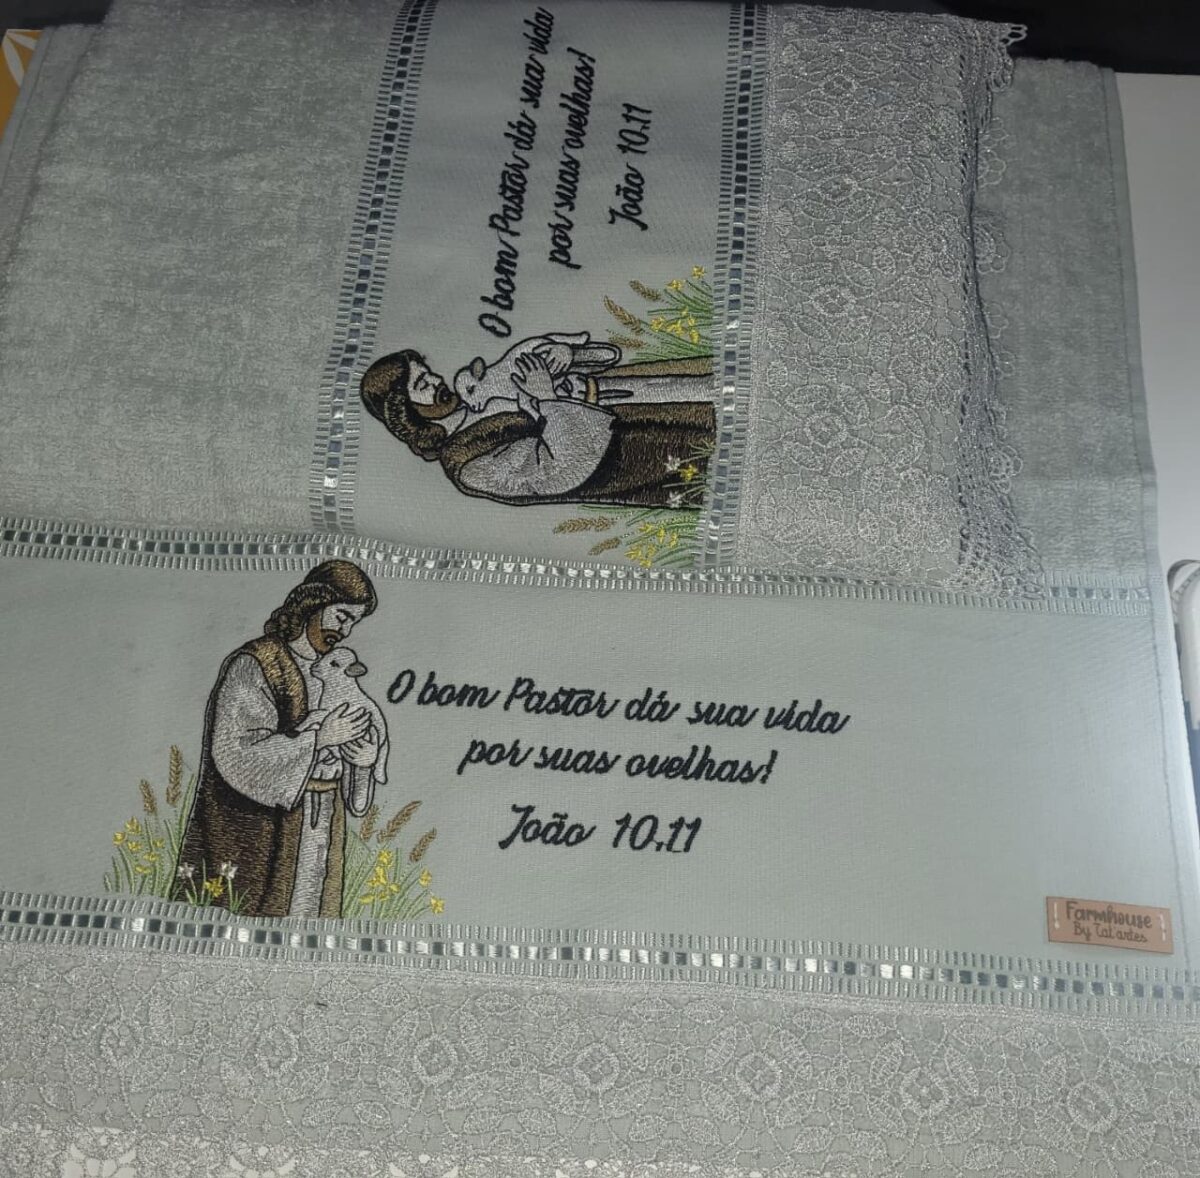 O bom Pastor dá sua vida
por suas ovelhas!
João 10.11
O bom Pastor dá sua vida
por suas ovelhas!
João 10.11
Farmhouse
By Tat'artes